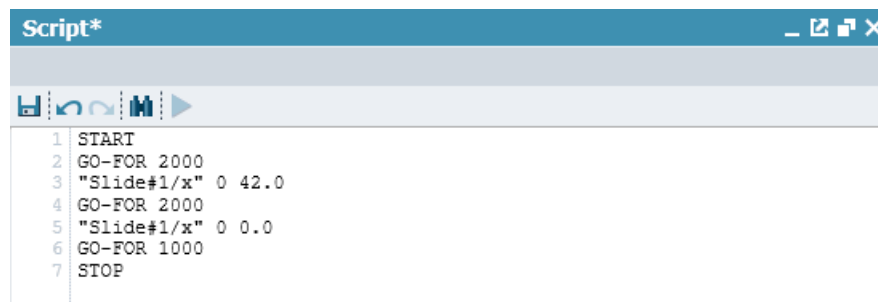 Script*
1 START
2 GO-FOR 2000
3 "Slide#1/x" 0 42.0
4 GO-FOR 2000
5 "Slide#1/x" 0 0.0
6 GO-FOR 1000
7 STOP